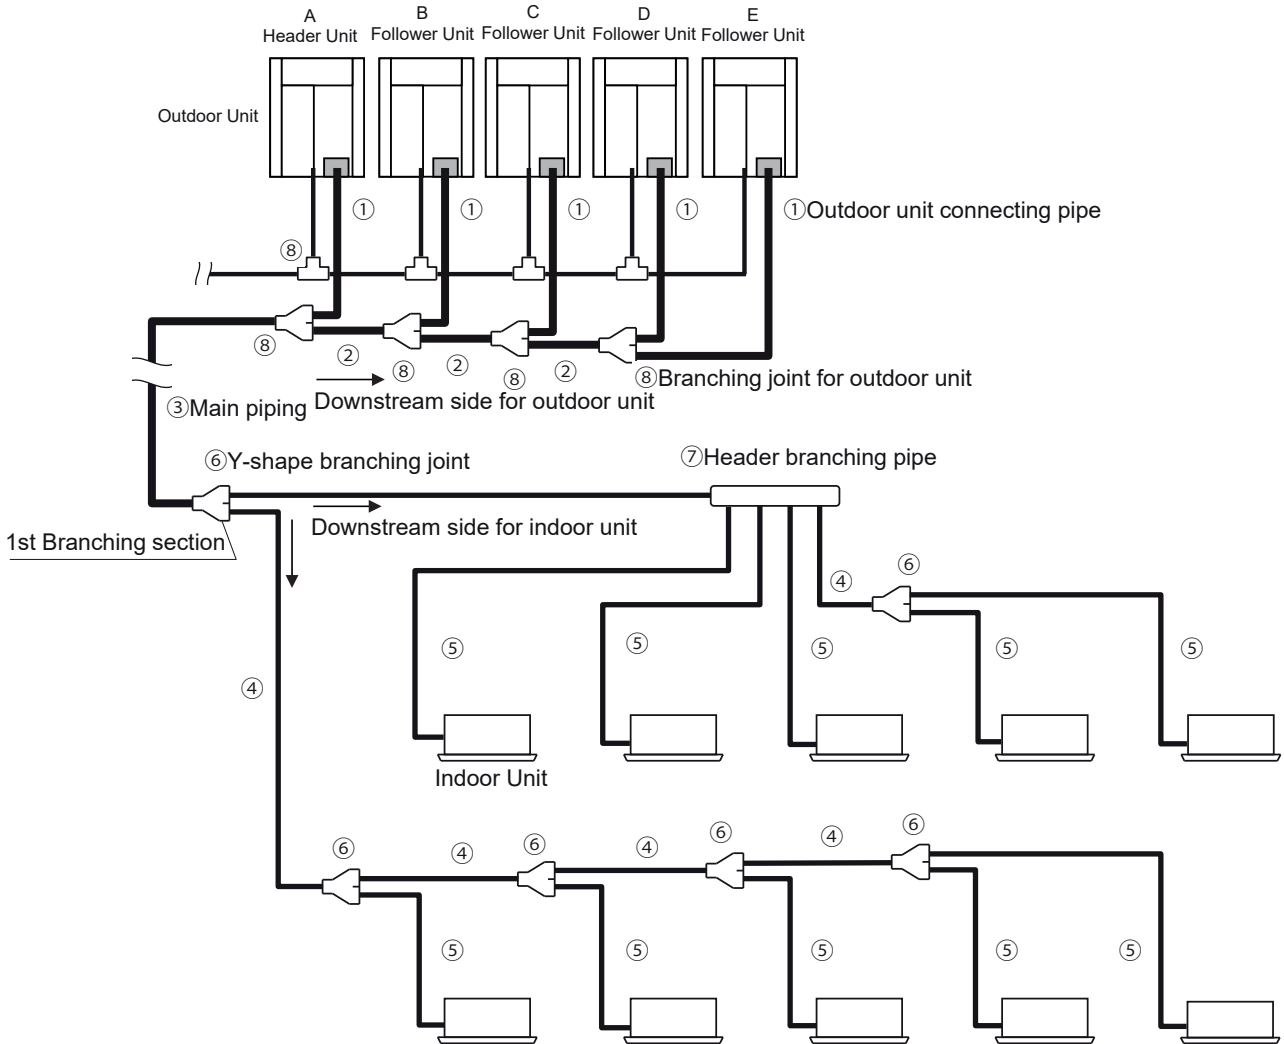 A B C D E
Header Unit Follower Unit Follower Unit Follower Unit Follower Unit
Outdoor Unit
① ① ① ① ①Outdoor unit connecting pipe
⑧
⑧ ② ⑧ ② ⑧ ② ⑧Branching joint for outdoor unit
③Main piping Downstream side for outdoor unit
⑥Y-shape branching joint ⑦Header branching pipe
Downstream side for indoor unit
1st Branching section
④ ⑥
⑤ ⑤ ⑤ ⑤ ⑤
④
Indoor Unit
⑥ ④ ⑥ ④ ⑥ ④ ⑥
⑤ ⑤ ⑤ ⑤ ⑤